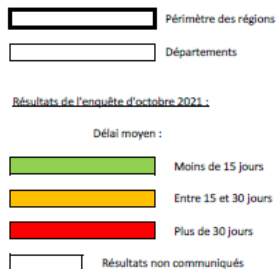 Périmètre des régions
Départements
Résultats de l'enquête d'octobre 2021 :
Délai moyen :
Moins de 15 jours
Entre 15 et 30 jours
Plus de 30 jours
Résultats non communiqués